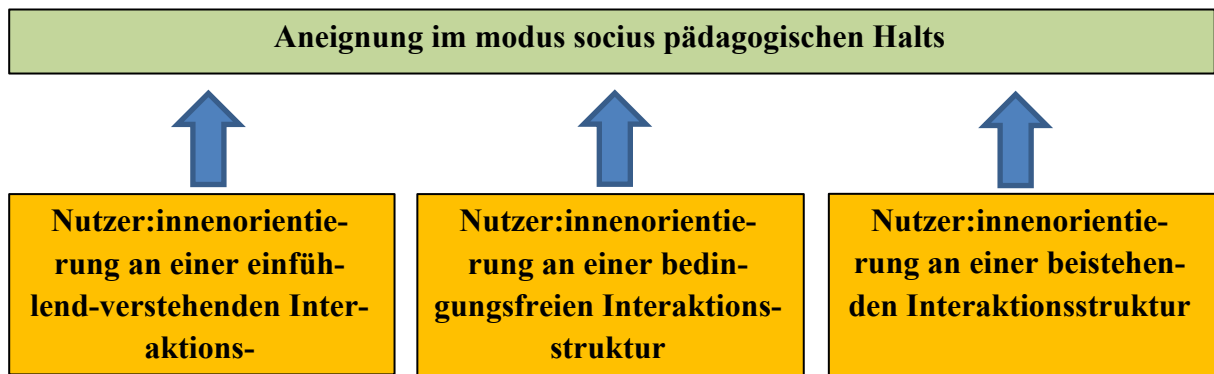 Aneignung im modus socius pädagogischen Halts
Nutzer:innenorientie-
rung an einer einfüh-
lend-verstehenden Inter-
aktions-
Nutzer:innenorientie-
rung an einer bedin-
gungsfreien Interaktions-
struktur
Nutzer:innenorientie-
rung an einer beistehen-
den Interaktionsstruktur